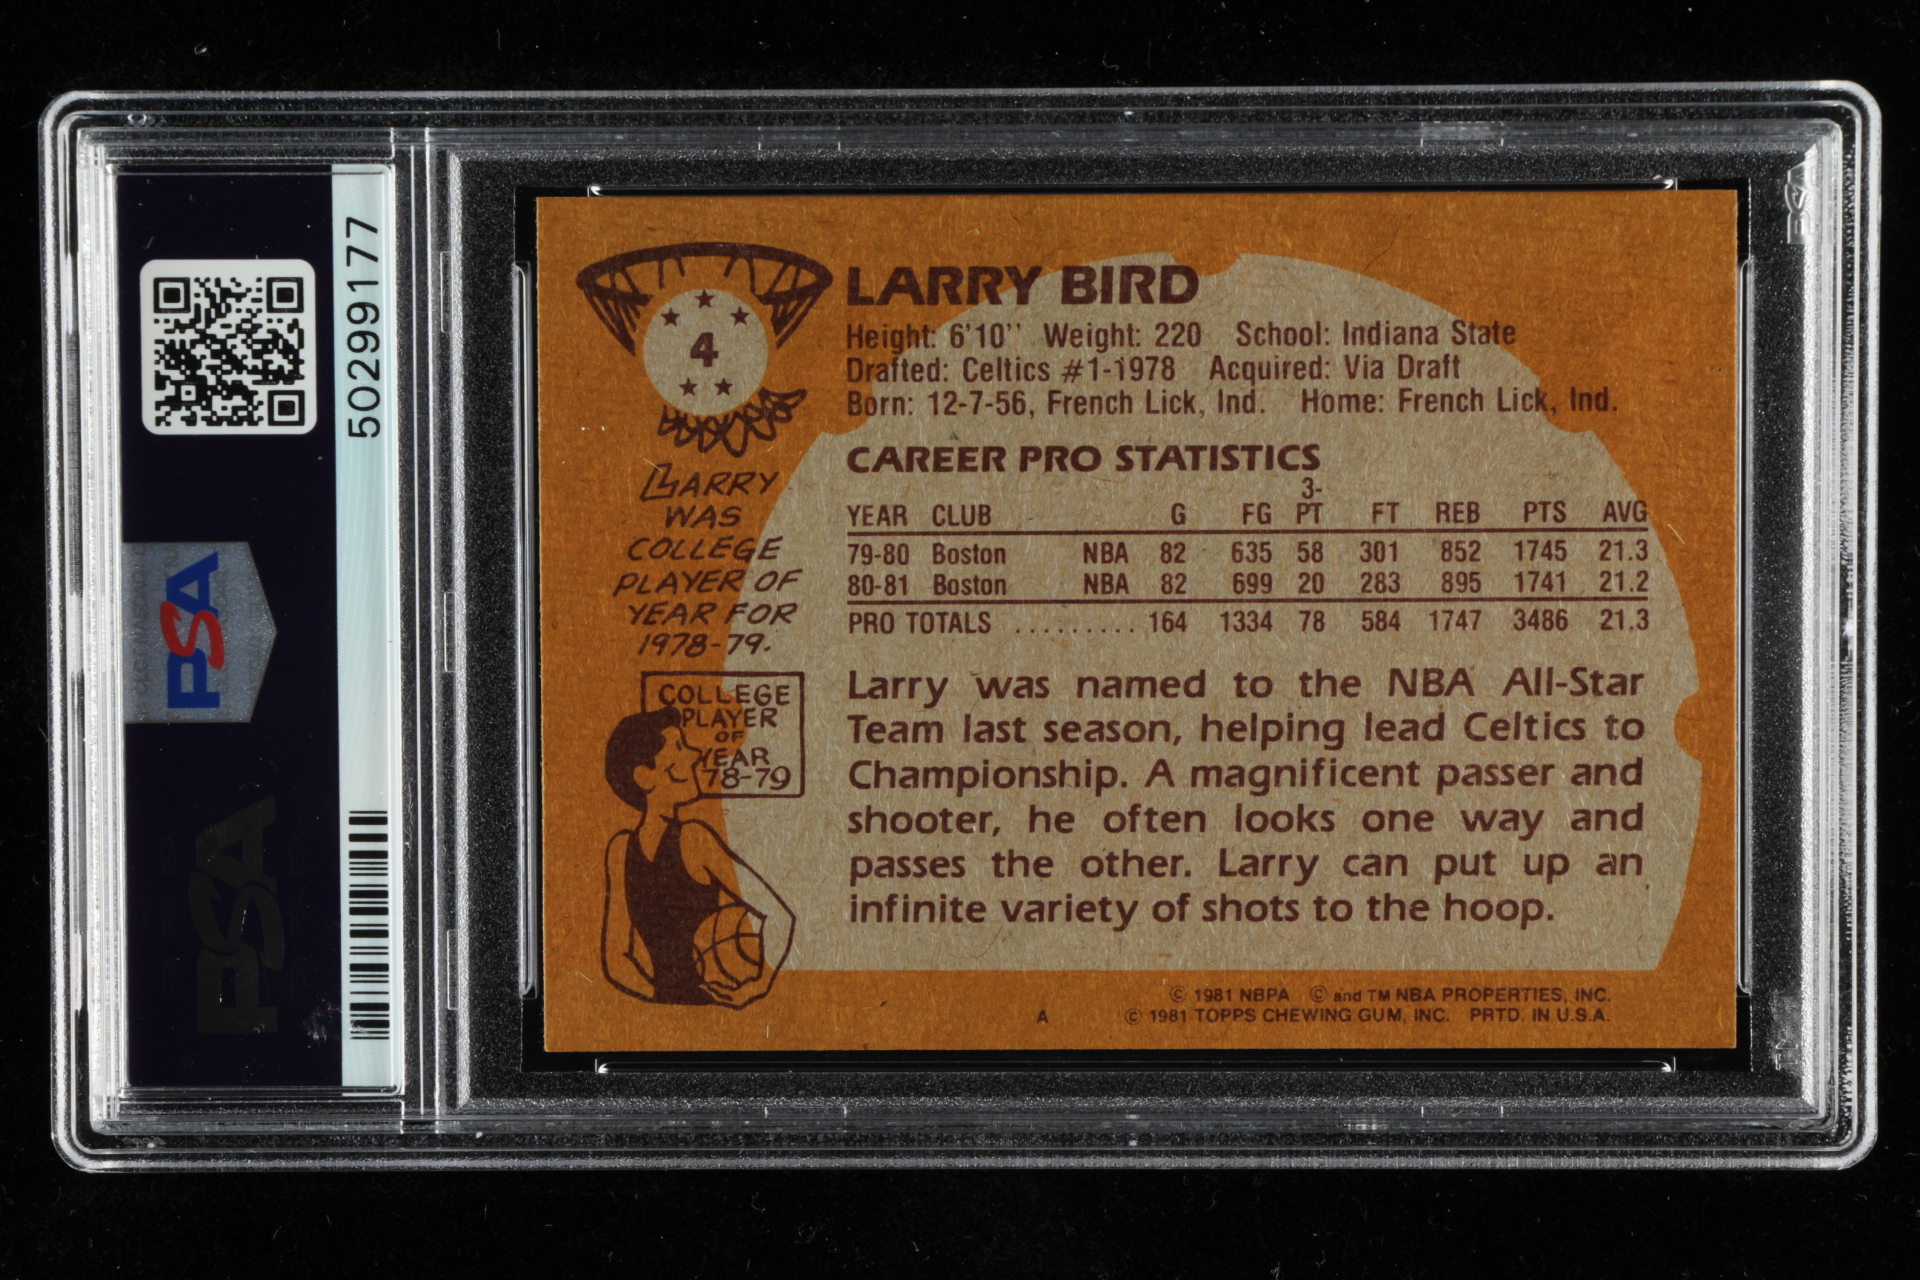 50299177
PSA
PSA
PSA
4
LARRY BIRD
Height: 6'10'' Weight: 220 School: Indiana State
Drafted: Celtics #1-1978 Acquired: Via Draft
Born: 12-7-56, French Lick, Ind. Home: French Lick, Ind.
CAREER PRO STATISTICS
YEAR CLUB G FG 3-PT FT REB PTS AVG
79-80 Boston NBA 82 635 58 301 852 1745 21.3
80-81 Boston NBA 82 699 20 283 895 1741 21.2
PRO TOTALS .......... 164 1334 78 584 1747 3486 21.3
LARRY
WAS
COLLEGE
PLAYER OF
YEAR FOR
1978-79.
COLLEGE
PLAYER
OF
YEAR
78-79
Larry was named to the NBA All-Star
Team last season, helping lead Celtics to
Championship. A magnificent passer and
shooter, he often looks one way and
passes the other. Larry can put up an
infinite variety of shots to the hoop.
© 1981 NBPA © and TM NBA PROPERTIES, INC.
A © 1981 TOPPS CHEWING GUM, INC. PRTD. IN U.S.A.